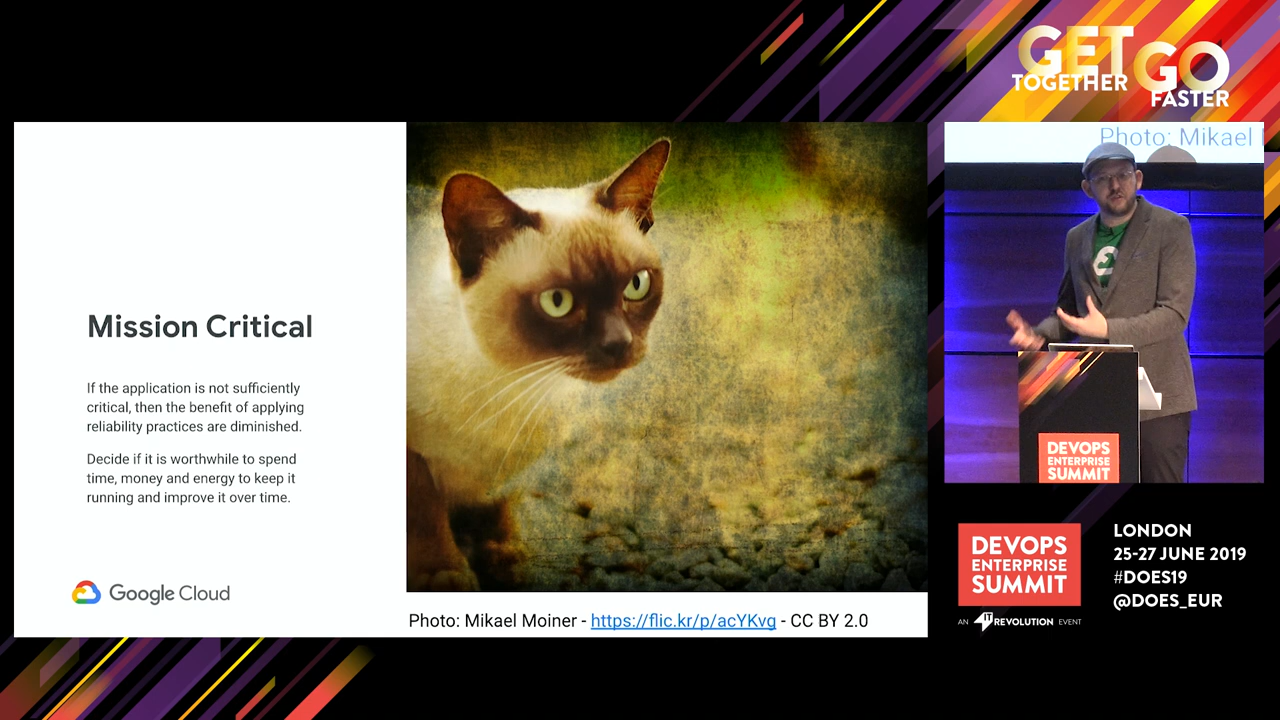 GET
TOGETHER
GO
FASTER
Mission Critical
If the application is not sufficiently
critical, then the benefit of applying
reliability practices are diminished.
Decide if it is worthwhile to spend
time, money and energy to keep it
running and improve it over time.
Google Cloud
Photo: Mikael Moiner - https://flic.kr/p/acYKvg - CC BY 2.0
Photo: Mikael
DEVOPS
ENTERPRISE
SUMMIT
DEVOPS
ENTERPRISE
SUMMIT
AN IT REVOLUTION EVENT
LONDON
25-27 JUNE 2019
#DOES19
@DOES_EUR